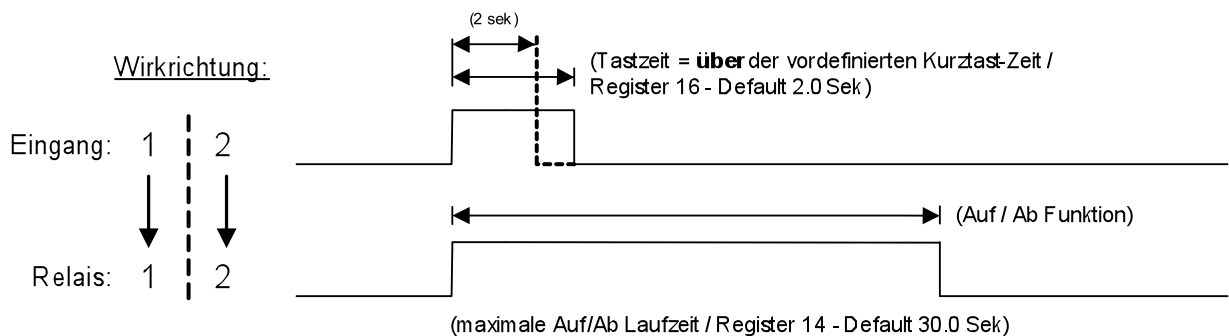 (2 sek)
Wirkrichtung:
(Tastzeit = über der vordefinierten Kurztast-Zeit /
Register 16 - Default 2.0 Sek)
Eingang: 1 2
(Auf / Ab Funktion)
Relais: 1 2
(maximale Auf/Ab Laufzeit / Register 14 - Default 30.0 Sek)